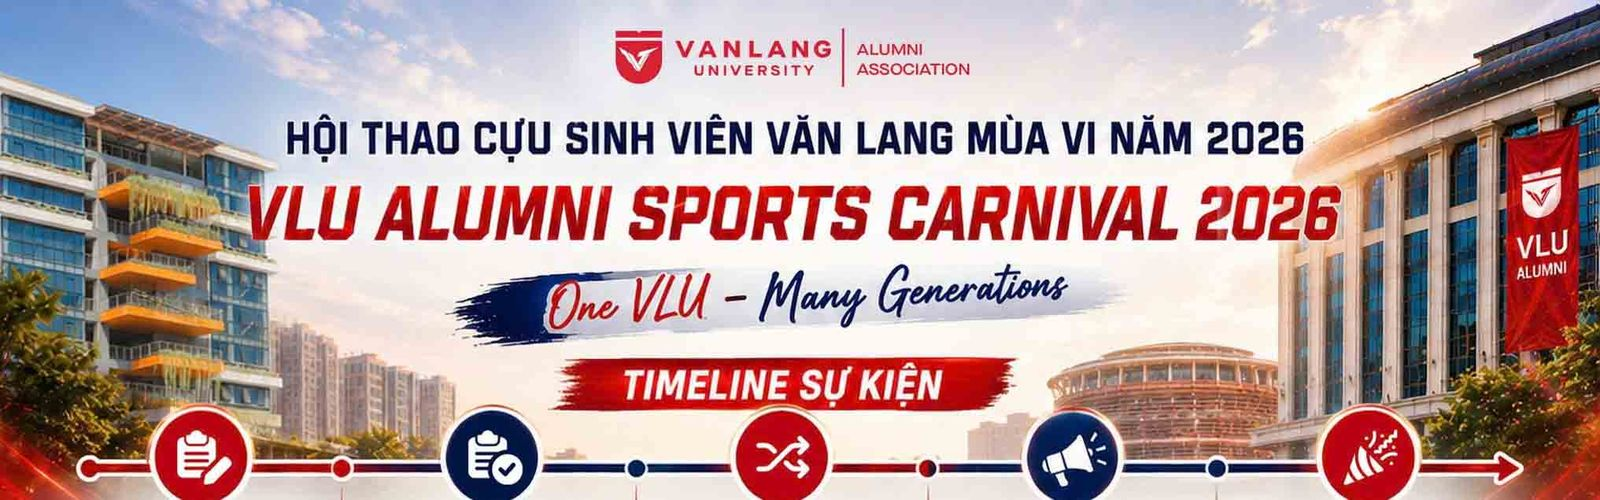 VANLANG
UNIVERSITY
ALUMNI
ASSOCIATION
HỘI THAO CỰU SINH VIÊN VĂN LANG MÙA VI NĂM 2026
VLU ALUMNI SPORTS CARNIVAL 2026
One VLU - Many Generations
TIMELINE SỰ KIỆN
VLU
ALUMNI